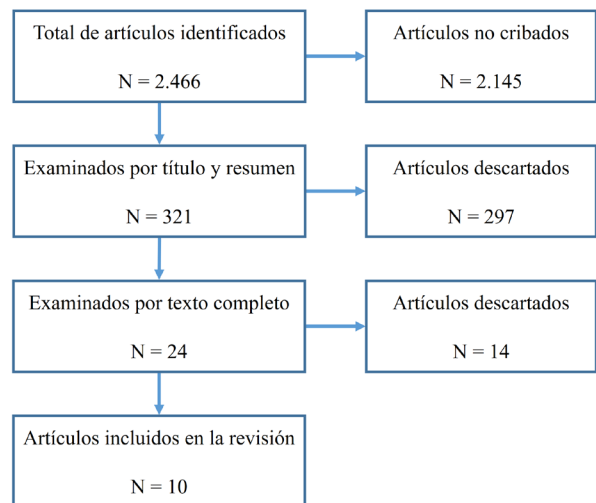 Total de artículos identificados
N = 2.466
Artículos no cribados
N = 2.145
Examinados por título y resumen
N = 321
Artículos descartados
N = 297
Examinados por texto completo
N = 24
Artículos descartados
N = 14
Artículos incluidos en la revisión
N = 10